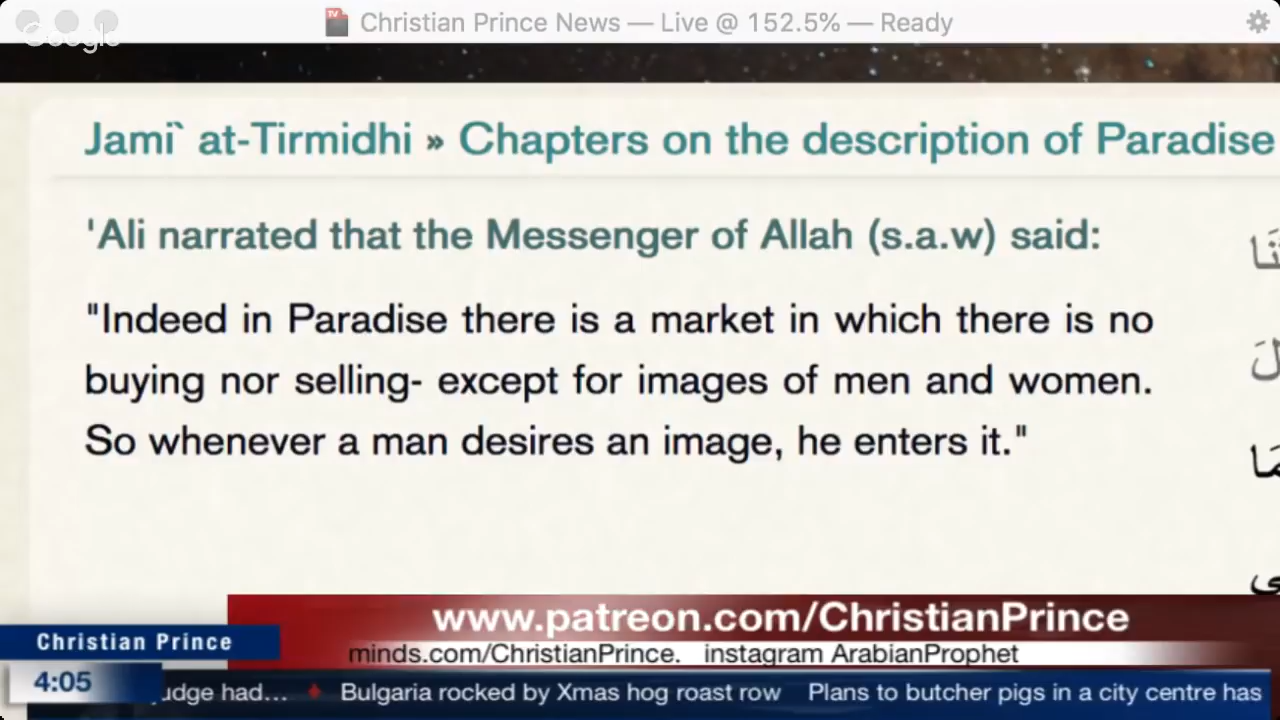 Christian Prince News — Live @ 152.5% — Ready
Google
Jami` at-Tirmidhi » Chapters on the description of Paradise
'Ali narrated that the Messenger of Allah (s.a.w) said:
"Indeed in Paradise there is a market in which there is no
buying nor selling- except for images of men and women.
So whenever a man desires an image, he enters it."
www.patreon.com/ChristianPrince
Christian Prince
minds.com/ChristianPrince. instagram ArabianProphet
4:05
udge had... ♦ Bulgaria rocked by Xmas hog roast row Plans to butcher pigs in a city centre has